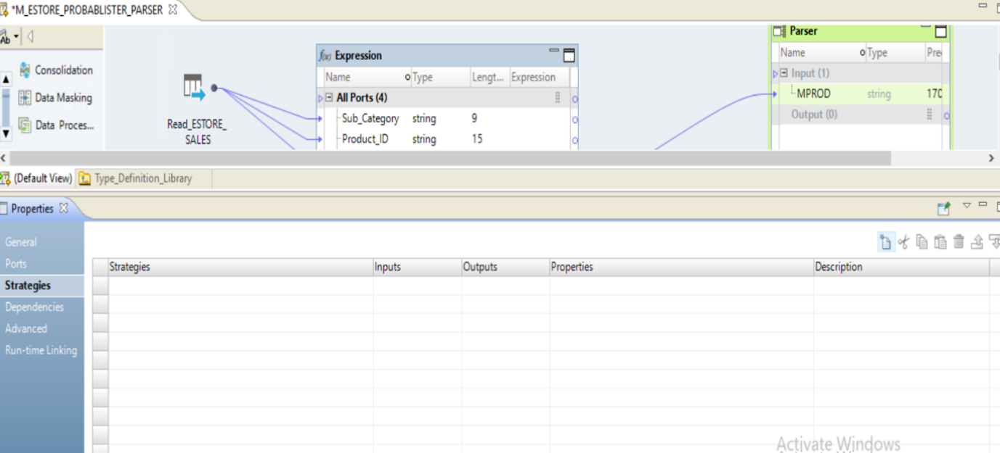 *M_ESTORE_PROBABLISTER_PARSER
Ab
Parser
Name Type Pre
Input (1)
MPROD string 170
Output (0)
f(x) Expression
Name Type Lengt... Expression
All Ports (4)
Sub_Category string 9
Product_ID string 15
Consolidation
Data Masking
Data Proces...
Read_ESTORE_
SALES
(Default View) Type_Definition_Library
Properties
General
Ports
Strategies
Dependencies
Advanced
Run-time Linking
Strategies Inputs Outputs Properties Description
Activate Windows